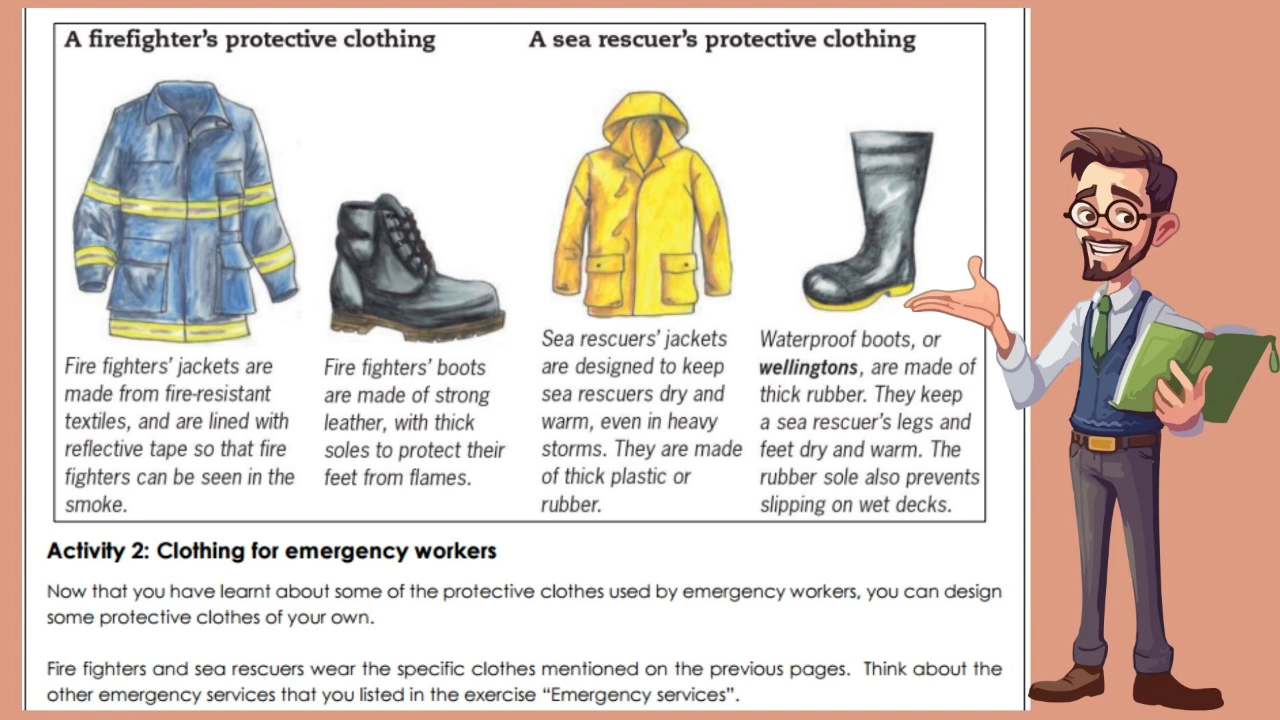 A firefighter's protective clothing
A sea rescuer's protective clothing
Fire fighters' jackets are
made from fire-resistant
textiles, and are lined with
reflective tape so that fire
fighters can be seen in the
smoke.
Fire fighters' boots
are made of strong
leather, with thick
soles to protect their
feet from flames.
Sea rescuers' jackets
are designed to keep
sea rescuers dry and
warm, even in heavy
storms. They are made
of thick plastic or
rubber.
Waterproof boots, or
wellingtons, are made of
thick rubber. They keep
a sea rescuer's legs and
feet dry and warm. The
rubber sole also prevents
slipping on wet decks.
Activity 2: Clothing for emergency workers
Now that you have learnt about some of the protective clothes used by emergency workers, you can design
some protective clothes of your own.
Fire fighters and sea rescuers wear the specific clothes mentioned on the previous pages. Think about the
other emergency services that you listed in the exercise "Emergency services".